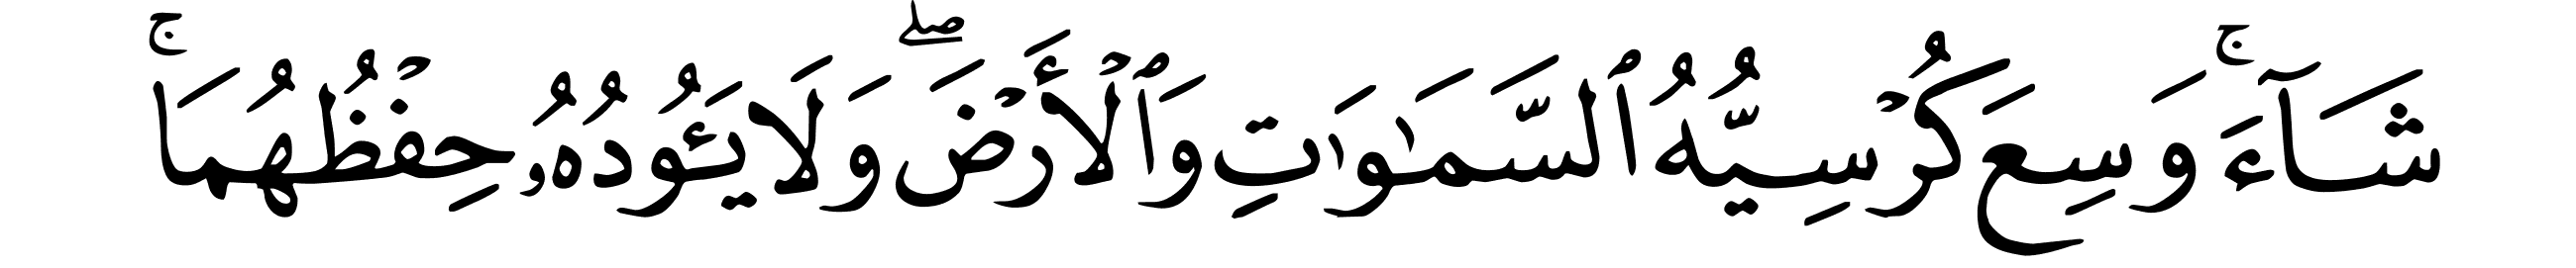 شَآءَۚ وَسِعَ كُرْسِيُّهُ ٱلسَّمَٰوَٰتِ وَٱلْأَرْضَۖ وَلَا يَـُٔودُهُۥ حِفْظُهُمَاۚ